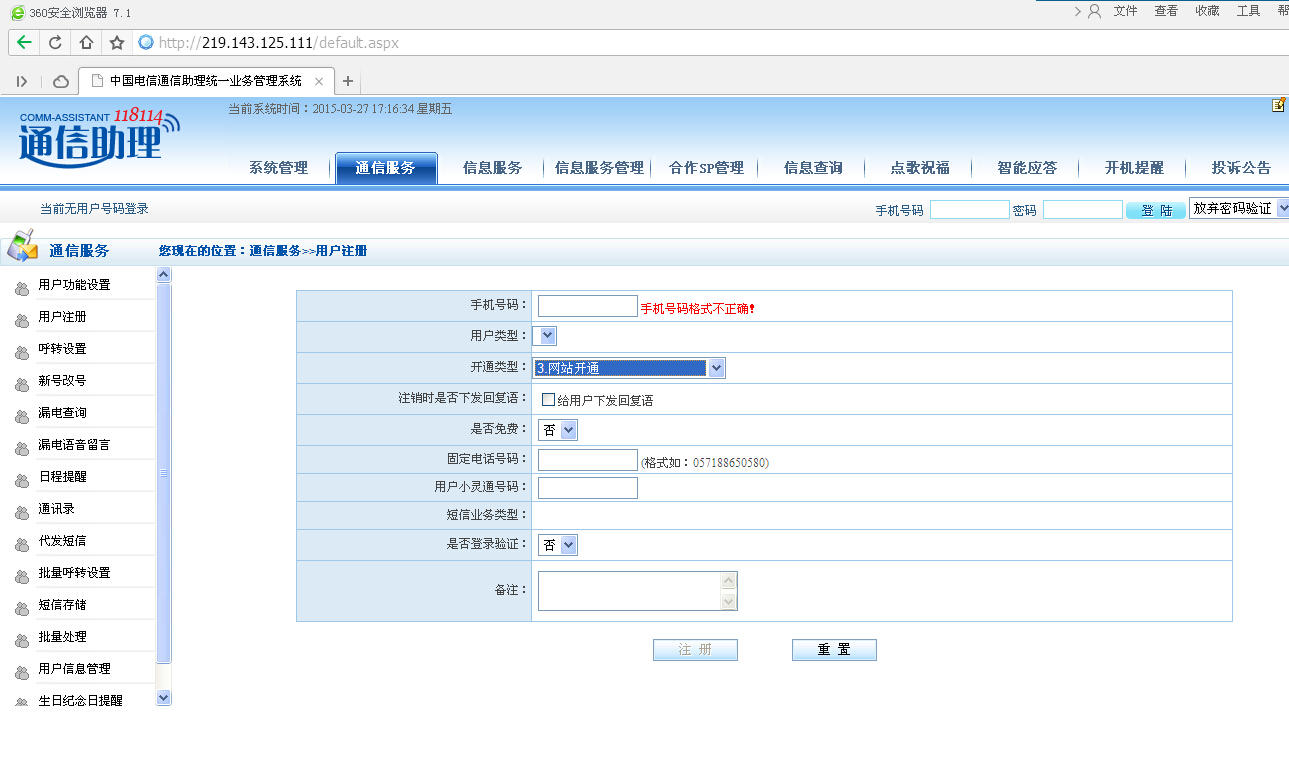 360安全浏览器 7.1
文件 查看 收藏 工具 帮
http://219.143.125.111/default.aspx
中国电信通信助理统一业务管理系统
COMM-ASSISTANT 118114
通信助理
当前系统时间：2015-03-27 17:16:34 星期五
系统管理 通信服务 信息服务 信息服务管理 合作SP管理 信息查询 点歌祝福 智能应答 开机提醒 投诉公告
当前无用户号码登录 手机号码 密码 登 陆 放弃密码验证
通信服务 您现在的位置：通信服务>>用户注册
用户功能设置
用户注册
呼转设置
新号改号
漏电查询
漏电语音留言
日程提醒
通讯录
代发短信
批量呼转设置
短信存储
批量处理
用户信息管理
生日纪念日提醒
手机号码： 手机号码格式不正确!
用户类型：
开通类型： 3.网站开通
注销时是否下发回复语： 给用户下发回复语
是否免费： 否
固定电话号码： (格式如：057188650580)
用户小灵通号码：
短信业务类型：
是否登录验证： 否
备注：
注 册 重 置